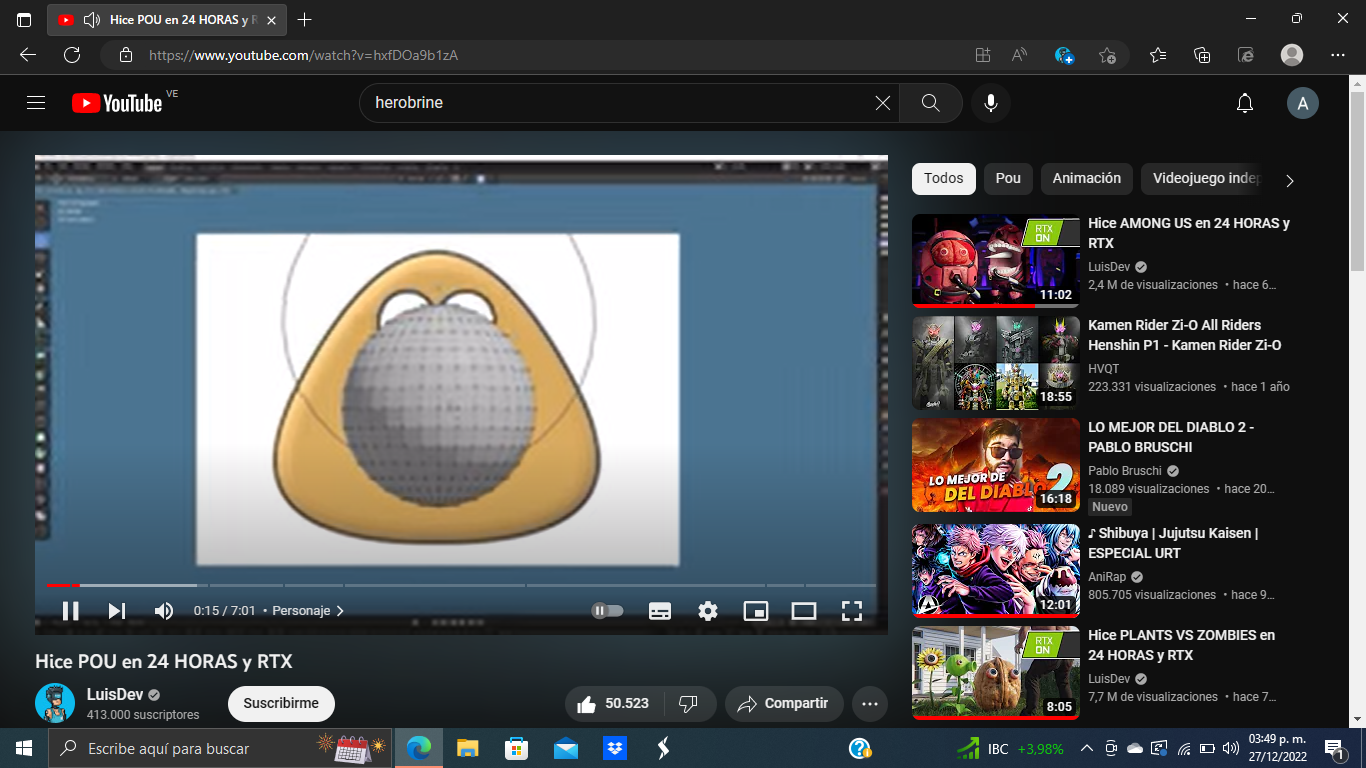 Hice POU en 24 HORAS y R
https://www.youtube.com/watch?v=hxfDOa9b1zA
YouTube VE
herobrine
A
Todos
Pou
Animación
Videojuego inde
RTX ON
11:02
Hice AMONG US en 24 HORAS y
RTX
LuisDev
2,4 M de visualizaciones • hace 6...
18:55
Kamen Rider Zi-O All Riders
Henshin P1 - Kamen Rider Zi-O
HVQT
223.331 visualizaciones • hace 1 año
LO MEJOR DE
DEL DIABLO 2
16:18
LO MEJOR DEL DIABLO 2 -
PABLO BRUSCHI
Pablo Bruschi
18.089 visualizaciones • hace 20...
Nuevo
12:01
♪ Shibuya | Jujutsu Kaisen |
ESPECIAL URT
AniRap
805.705 visualizaciones • hace 9...
RTX ON
8:05
Hice PLANTS VS ZOMBIES en
24 HORAS y RTX
LuisDev
7,7 M de visualizaciones • hace 7...
0:15 / 7:01 • Personaje
Hice POU en 24 HORAS y RTX
LuisDev
413.000 suscriptores
Suscribirme
50.523
Compartir
Escribe aquí para buscar
IBC +3,98%
03:49 p. m.
27/12/2022
1